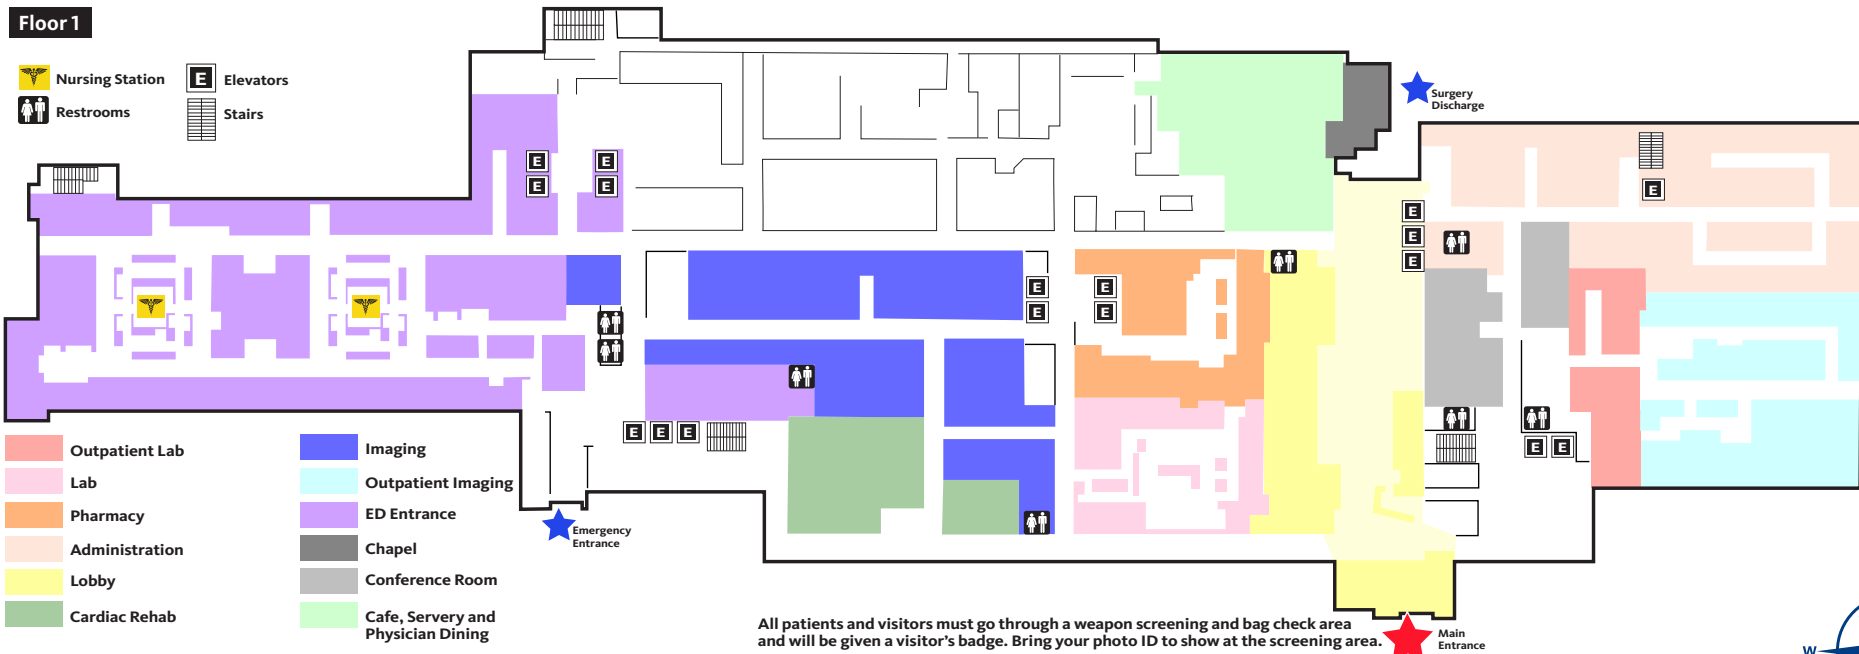 Floor 1
Nursing Station
E Elevators
Restrooms
Stairs
Surgery
Discharge
E E
E E
E
E
E
E
E E
E E
E E E
E E
Emergency
Entrance
Outpatient Lab
Lab
Pharmacy
Administration
Lobby
Cardiac Rehab
Imaging
Outpatient Imaging
ED Entrance
Chapel
Conference Room
Cafe, Servery and
Physician Dining
All patients and visitors must go through a weapon screening and bag check area
and will be given a visitor's badge. Bring your photo ID to show at the screening area.
Main
Entrance
W